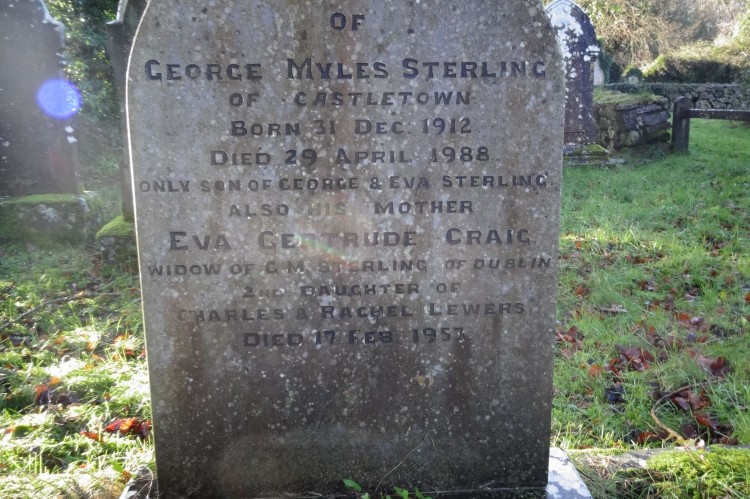 OF
GEORGE MYLES STERLING
OF CASTLETOWN
BORN 31 DEC. 1912
DIED 29 APRIL 1988
ONLY SON OF GEORGE & EVA STERLING.
ALSO HIS MOTHER
EVA GERTRUDE CRAIG
WIDOW OF G.M. STERLING OF DUBLIN
2ND DAUGHTER OF
CHARLES & RACHEL LEWERS
DIED 17 FEB. 1953